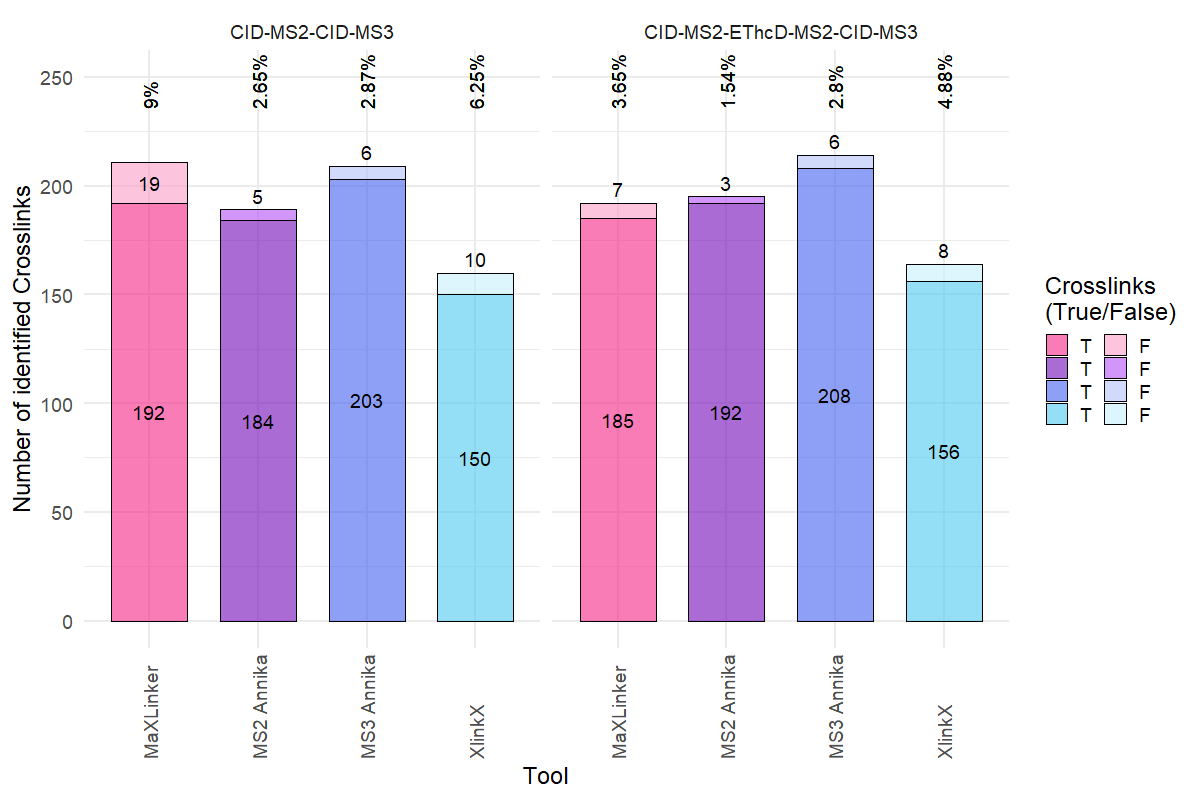 CID-MS2-CID-MS3
CID-MS2-EThcD-MS2-CID-MS3
9%
2.65%
2.87%
6.25%
3.65%
1.54%
2.8%
4.88%
Number of identified Crosslinks
250
200
150
100
50
0
19
5
6
10
192
184
203
150
7
3
6
8
185
192
208
156
MaXLinker
MS2 Annika
MS3 Annika
XlinkX
MaXLinker
MS2 Annika
MS3 Annika
XlinkX
Tool
Crosslinks
(True/False)
T F
T F
T F
T F